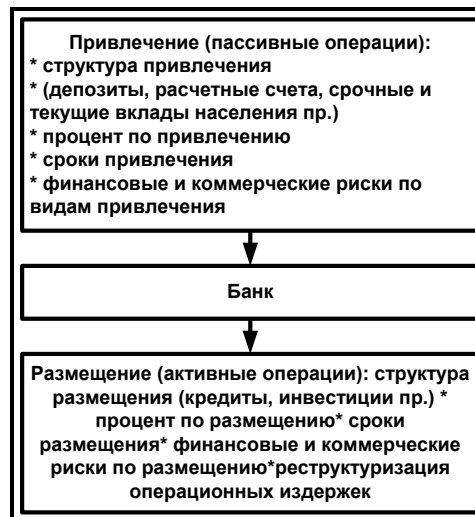 Привлечение (пассивные операции):
* структура привлечения
* (депозиты, расчетные счета, срочные и
текущие вклады населения пр.)
* процент по привлечению
* сроки привлечения
* финансовые и коммерческие риски по
видам привлечения
Банк
Размещение (активные операции): структура
размещения (кредиты, инвестиции пр.) *
процент по размещению* сроки
размещения* финансовые и коммерческие
риски по размещению*реструктуризация
операционных издержек